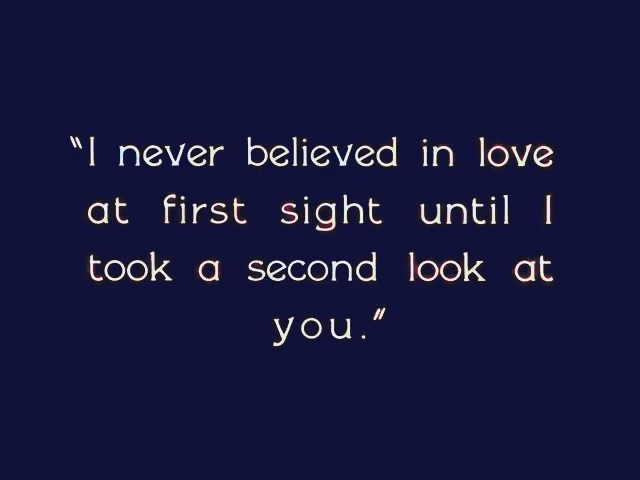 “I never believed in love
at first sight until I
took a second look at
you.”